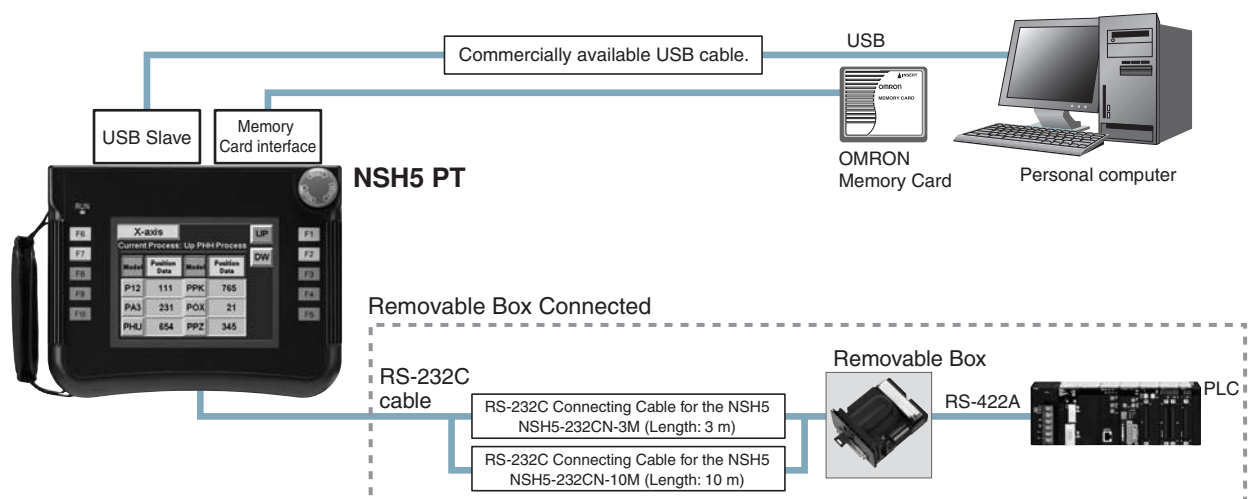 Commercially available USB cable.
USB
INSERT
OMRON
MEMORY CARD
USB Slave
Memory
Card interface
OMRON
Memory Card
Personal computer
NSH5 PT
RUN
F6
F7
F8
F9
F10
X-axis
UP
Current Process: Up PHH Process
DW
Model
Position
Data
Model
Position
Data
P12 111 PPK 765
PA3 231 POX 21
PHU 654 PPZ 345
F1
F2
F3
F4
F5
Removable Box Connected
RS-232C
cable
RS-232C Connecting Cable for the NSH5
NSH5-232CN-3M (Length: 3 m)
RS-232C Connecting Cable for the NSH5
NSH5-232CN-10M (Length: 10 m)
Removable Box
RS-422A
PLC